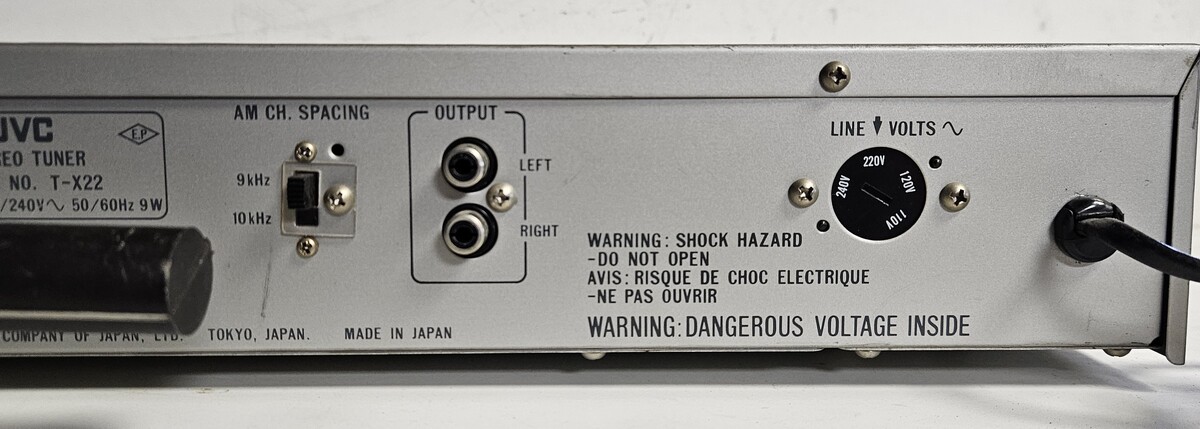 JVC
E.P
EO TUNER
NO. T-X22
/240V∿ 50/60Hz 9W
AM CH. SPACING
9kHz
10kHz
OUTPUT
LEFT
RIGHT
LINE ⬇ VOLTS ∿
220V
120V
240V
110V
WARNING: SHOCK HAZARD
-DO NOT OPEN
AVIS: RISQUE DE CHOC ELECTRIQUE
-NE PAS OUVRIR
WARNING: DANGEROUS VOLTAGE INSIDE
COMPANY OF JAPAN, LTD. TOKYO, JAPAN. MADE IN JAPAN